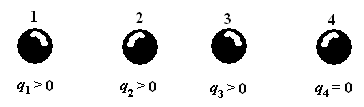 1 2 3 4
q₁ > 0 q₂ > 0 q₃ > 0 q₄ = 0